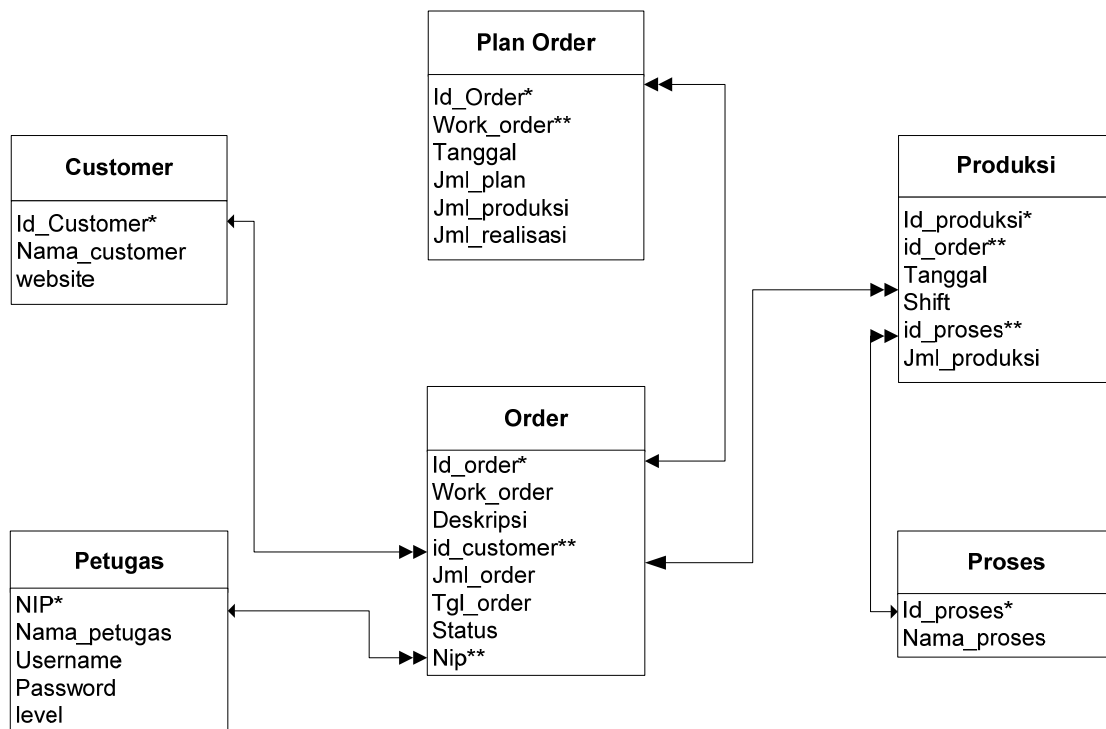 Plan Order
Id_Order*
Work_order**
Tanggal
Jml_plan
Jml_produksi
Jml_realisasi
Customer
Id_Customer*
Nama_customer
website
Produksi
Id_produksi*
id_order**
Tanggal
Shift
id_proses**
Jml_produksi
Order
Id_order*
Work_order
Deskripsi
id_customer**
Jml_order
Tgl_order
Status
Nip**
Petugas
NIP*
Nama_petugas
Username
Password
level
Proses
Id_proses*
Nama_proses